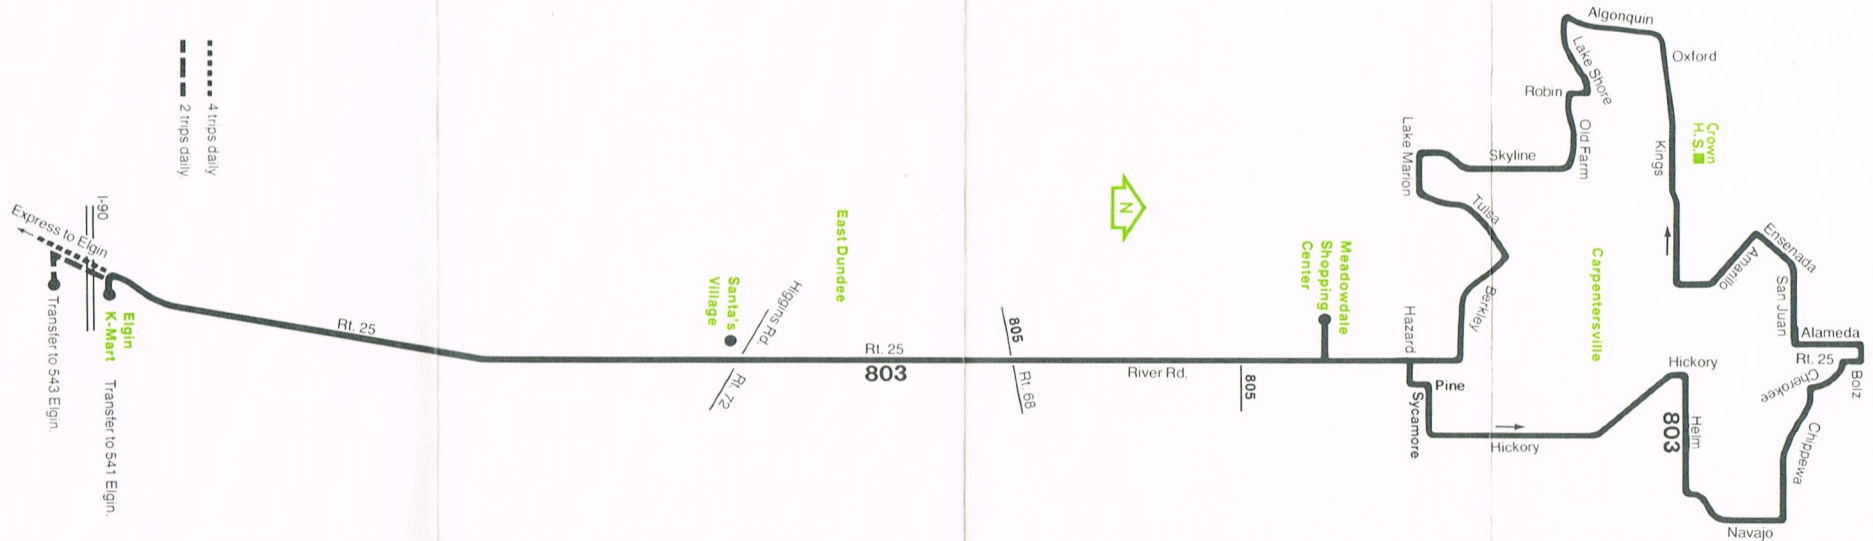 4 trips daily
2 trips daily
I-90
Express to Elgin
Transfer to 543 Elgin.
Elgin
K-Mart
Transfer to 541 Elgin.
Rt. 25
Santa's
Village
Higgins Rd.
Rt. 72
East Dundee
Rt. 25
803
N
805
Rt. 68
River Rd.
805
Meadowdale
Shopping
Center
Hazard
Pine
Sycamore
Hickory
Hickory
803
Helm
Navajo
Chippewa
Cherokee
Bolz
Rt. 25
Alameda
San Juan
Ensenada
Amarillo
Carpentersville
Kings
Crown
H.S.
Oxford
Algonquin
Lake Shore
Robin
Old Farm
Skyline
Lake Marion
Tulsa
Berkley